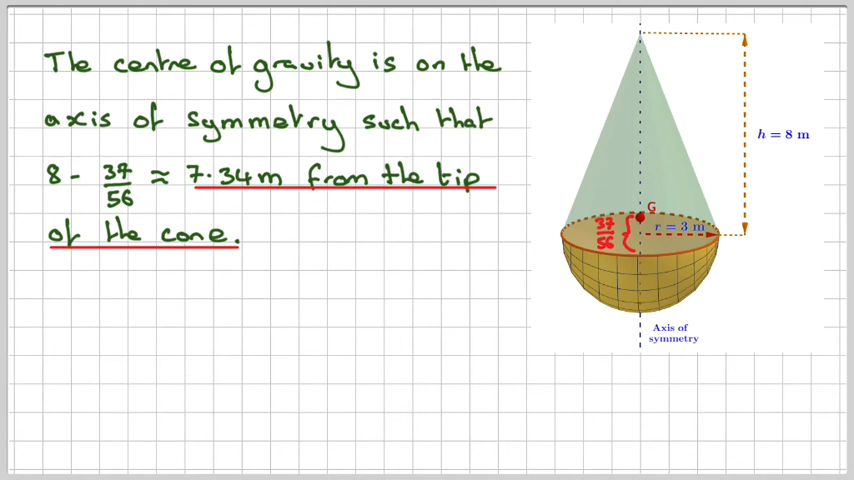 The centre of gravity is on the
axis of symmetry such that
8 - 37/56 ≈ 7.34m from the tip
of the cone.
h = 8 m
G
37/56
r = 3 m
Axis of
symmetry